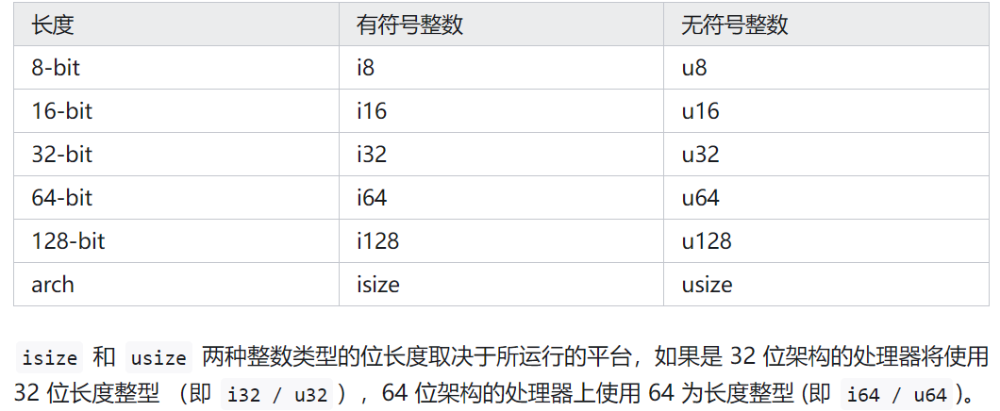 长度 有符号整数 无符号整数
8-bit i8 u8
16-bit i16 u16
32-bit i32 u32
64-bit i64 u64
128-bit i128 u128
arch isize usize
isize 和 usize 两种整数类型的位长度取决于所运行的平台，如果是 32 位架构的处理器将使用
32 位长度整型 （即 i32 / u32 ），64 位架构的处理器上使用 64 为长度整型 (即 i64 / u64 )。